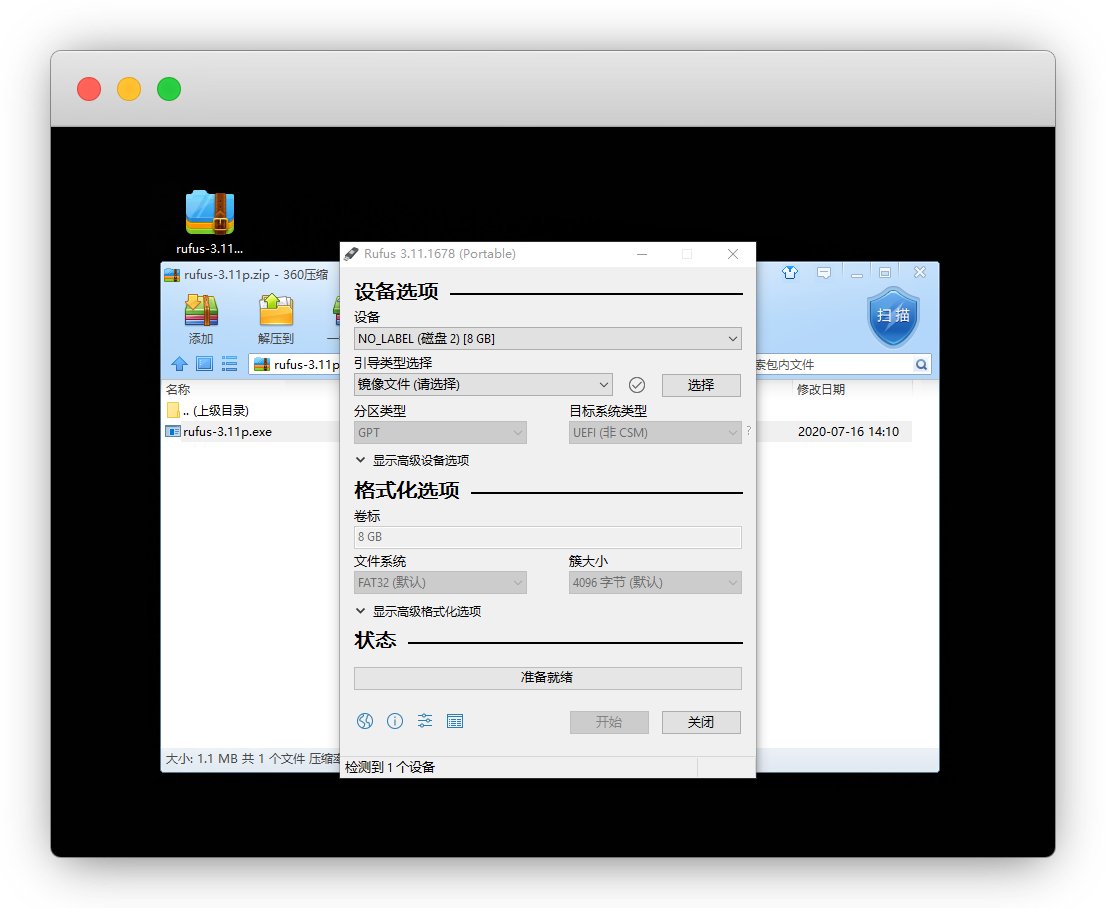 rufus-3.11...
rufus-3.11p.zip - 360压缩
添加
解压到
扫描
rufus-3.11p
索包内文件
名称
修改日期
.. (上级目录)
rufus-3.11p.exe
2020-07-16 14:10
大小: 1.1 MB 共 1 个文件 压缩率
Rufus 3.11.1678 (Portable)
设备选项
设备
NO_LABEL (磁盘 2) [8 GB]
引导类型选择
镜像文件 (请选择)
选择
分区类型
目标系统类型
GPT
UEFI (非 CSM)
?
显示高级设备选项
格式化选项
卷标
8 GB
文件系统
簇大小
FAT32 (默认)
4096 字节 (默认)
显示高级格式化选项
状态
准备就绪
开始
关闭
检测到 1 个设备